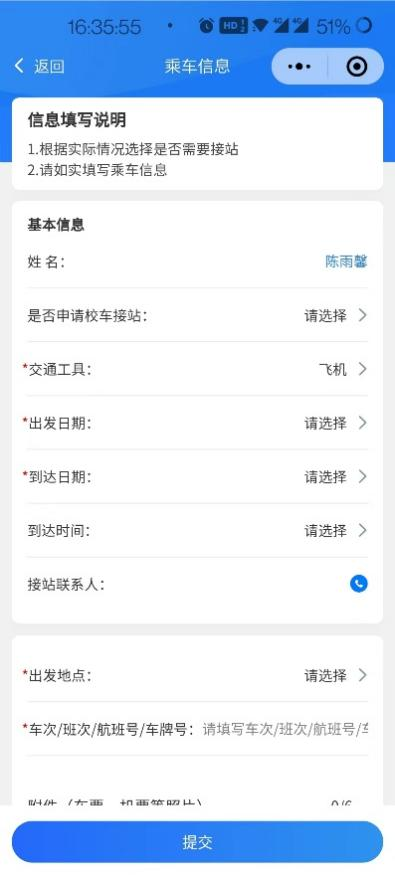 16:35:55
HD
4G
4G
51%
返回
乘车信息
信息填写说明
1.根据实际情况选择是否需要接站
2.请如实填写乘车信息
基本信息
姓 名: 陈雨馨
是否申请校车接站: 请选择
*交通工具: 飞机
*出发日期: 请选择
*到达日期: 请选择
到达时间: 请选择
接站联系人:
*出发地点: 请选择
*车次/班次/航班号/车牌号: 请填写车次/班次/航班号/车
附件（车票、机票等照片） 0/6
提交